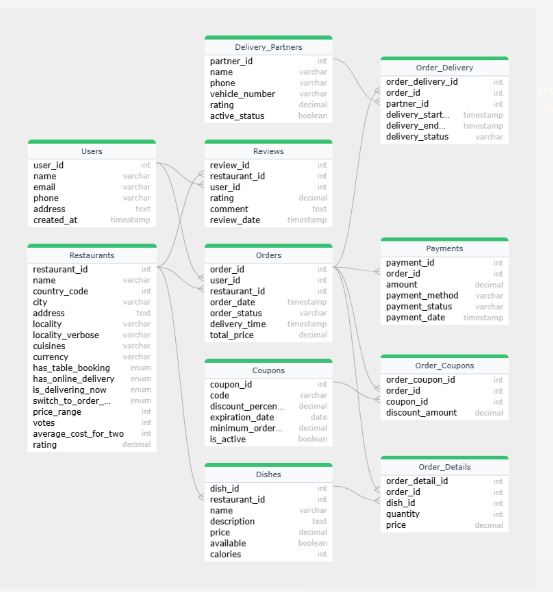 Delivery_Partners
partner_id int
name varchar
phone varchar
vehicle_number varchar
rating decimal
active_status boolean
Order_Delivery
order_delivery_id int
order_id int
partner_id int
delivery_start... timestamp
delivery_end... timestamp
delivery_status varchar
Users
user_id int
name varchar
email varchar
phone varchar
address text
created_at timestamp
Reviews
review_id int
restaurant_id int
user_id int
rating decimal
comment text
review_date timestamp
Restaurants
restaurant_id int
name varchar
country_code int
city varchar
address text
locality varchar
locality_verbose varchar
cuisines varchar
currency varchar
has_table_booking enum
has_online_delivery enum
is_delivering_now enum
switch_to_order_... enum
price_range int
votes int
average_cost_for_two int
rating decimal
Orders
order_id int
user_id int
restaurant_id int
order_date timestamp
order_status varchar
delivery_time timestamp
total_price decimal
Payments
payment_id int
order_id int
amount decimal
payment_method varchar
payment_status varchar
payment_date timestamp
Coupons
coupon_id int
code varchar
discount_percen... decimal
expiration_date date
minimum_order... decimal
is_active boolean
Order_Coupons
order_coupon_id int
order_id int
coupon_id int
discount_amount decimal
Dishes
dish_id int
restaurant_id int
name varchar
description text
price decimal
available boolean
calories int
Order_Details
order_detail_id int
order_id int
dish_id int
quantity int
price decimal